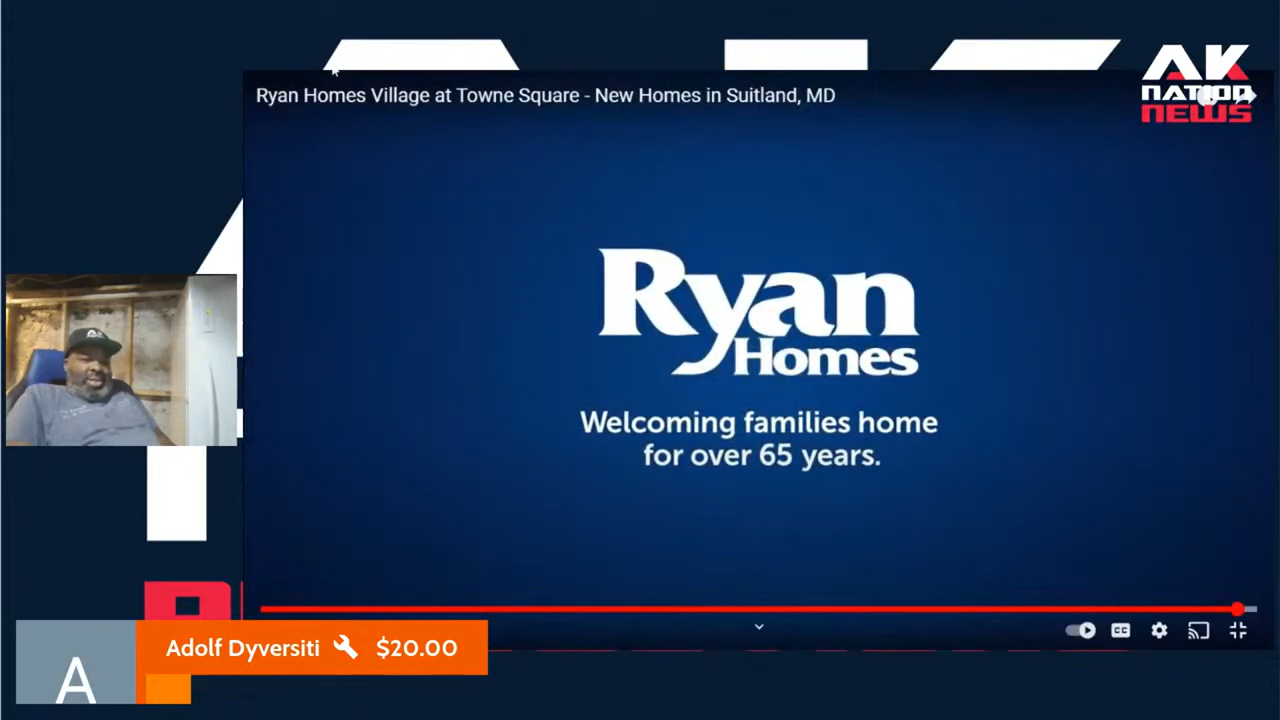 Ryan Homes Village at Towne Square - New Homes in Suitland, MD
AK
NATION
NEWS
Ryan
Homes
Welcoming families home
for over 65 years.
CC
A
Adolf Dyversiti $20.00